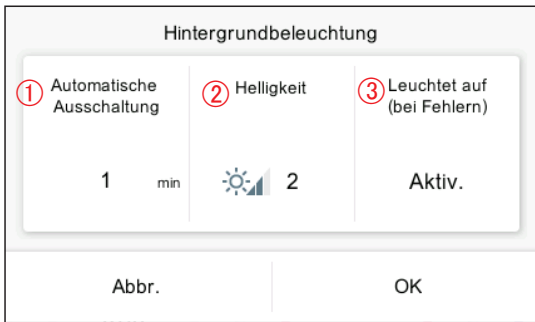 Hintergrundbeleuchtung
① Automatische
Ausschaltung
② Helligkeit
③ Leuchtet auf
(bei Fehlern)
1 min
2
Aktiv.
Abbr.
OK